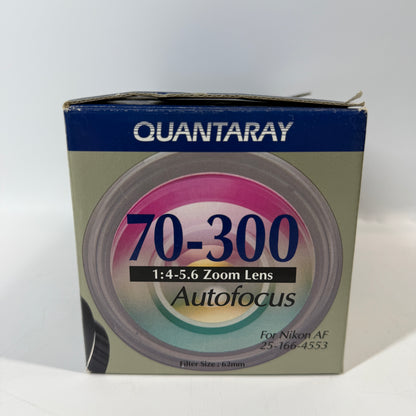 QUANTARAY
70-300
1:4-5.6 Zoom Lens
Autofocus
For Nikon AF
25-166-4553
Filter Size : 62mm